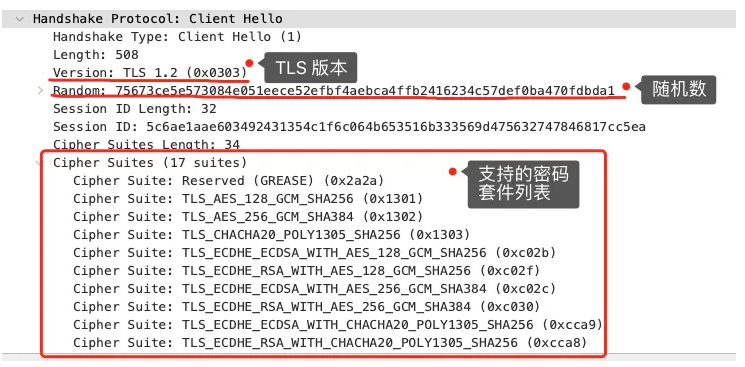 Handshake Protocol: Client Hello
Handshake Type: Client Hello (1)
Length: 508
Version: TLS 1.2 (0x0303)
TLS 版本
Random: 75673ce5e573084e051eece52efbf4aebca4ffb2416234c57def0ba470fdbda1
随机数
Session ID Length: 32
Session ID: 5c6ae1aae603492431354c1f6c064b653516b333569d475632747846817cc5ea
Cipher Suites Length: 34
Cipher Suites (17 suites)
支持的密码
套件列表
Cipher Suite: Reserved (GREASE) (0x2a2a)
Cipher Suite: TLS_AES_128_GCM_SHA256 (0x1301)
Cipher Suite: TLS_AES_256_GCM_SHA384 (0x1302)
Cipher Suite: TLS_CHACHA20_POLY1305_SHA256 (0x1303)
Cipher Suite: TLS_ECDHE_ECDSA_WITH_AES_128_GCM_SHA256 (0xc02b)
Cipher Suite: TLS_ECDHE_RSA_WITH_AES_128_GCM_SHA256 (0xc02f)
Cipher Suite: TLS_ECDHE_ECDSA_WITH_AES_256_GCM_SHA384 (0xc02c)
Cipher Suite: TLS_ECDHE_RSA_WITH_AES_256_GCM_SHA384 (0xc030)
Cipher Suite: TLS_ECDHE_ECDSA_WITH_CHACHA20_POLY1305_SHA256 (0xcca9)
Cipher Suite: TLS_ECDHE_RSA_WITH_CHACHA20_POLY1305_SHA256 (0xcca8)